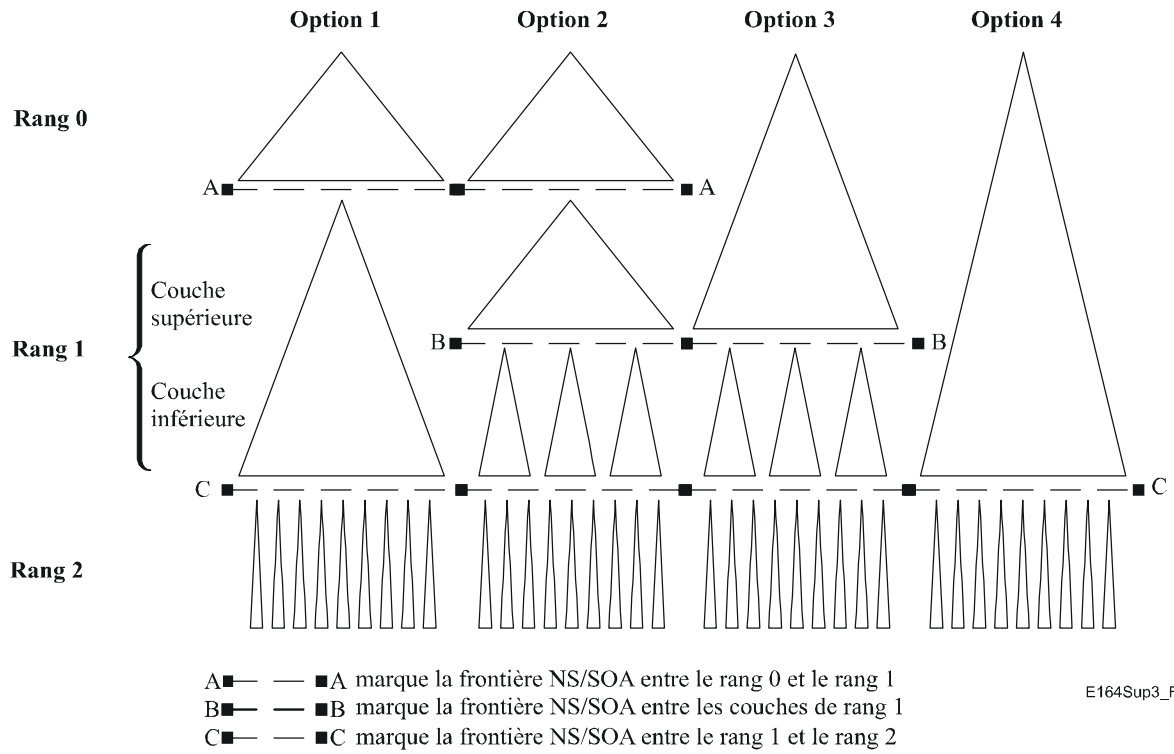 Option 1 Option 2 Option 3 Option 4
Rang 0
A A
Couche
supérieure
Rang 1
B B
Couche
inférieure
C C
Rang 2
A A marque la frontière NS/SOA entre le rang 0 et le rang 1
B B marque la frontière NS/SOA entre les couches de rang 1
C C marque la frontière NS/SOA entre le rang 1 et le rang 2
E164Sup3_F